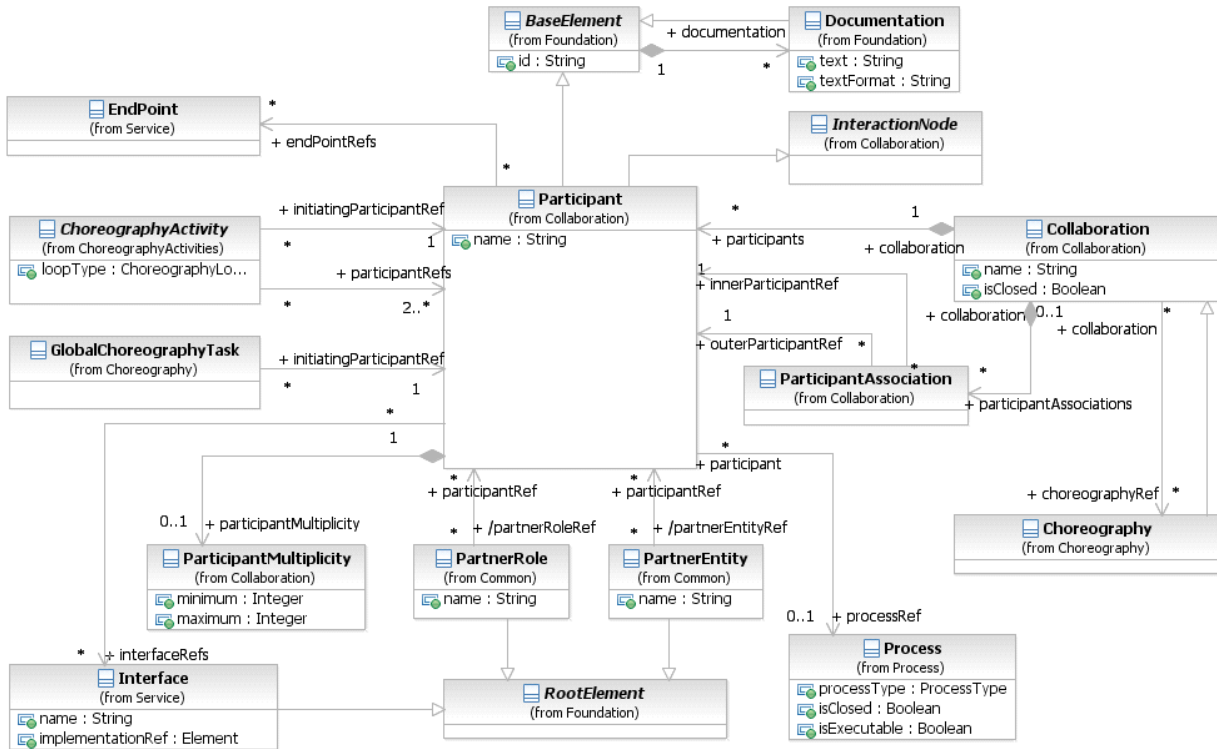 BaseElement
(from Foundation)
id : String
+ documentation
1
*
Documentation
(from Foundation)
text : String
textFormat : String
EndPoint
(from Service)
*
+ endPointRefs
*
InteractionNode
(from Collaboration)
ChoreographyActivity
(from ChoreographyActivities)
loopType : ChoreographyLo...
+ initiatingParticipantRef
*
1
+ participantRefs
*
2..*
Participant
(from Collaboration)
name : String
*
+ participants
1
+ collaboration
Collaboration
(from Collaboration)
name : String
isClosed : Boolean
1
+ innerParticipantRef
*
1
+ outerParticipantRef
*
+ collaboration
0..1
*
+ participantAssociations
*
+ collaboration
ParticipantAssociation
(from Collaboration)
GlobalChoreographyTask
(from Choreography)
+ initiatingParticipantRef
*
1
*
1
+ choreographyRef
*
Choreography
(from Choreography)
*
+ participant
*
+ participantRef
*
+ participantRef
0..1
+ participantMultiplicity
*
+ /partnerRoleRef
*
+ /partnerEntityRef
ParticipantMultiplicity
(from Collaboration)
minimum : Integer
maximum : Integer
PartnerRole
(from Common)
name : String
PartnerEntity
(from Common)
name : String
0..1
+ processRef
Process
(from Process)
processType : ProcessType
isClosed : Boolean
isExecutable : Boolean
*
+ interfaceRefs
Interface
(from Service)
name : String
implementationRef : Element
RootElement
(from Foundation)